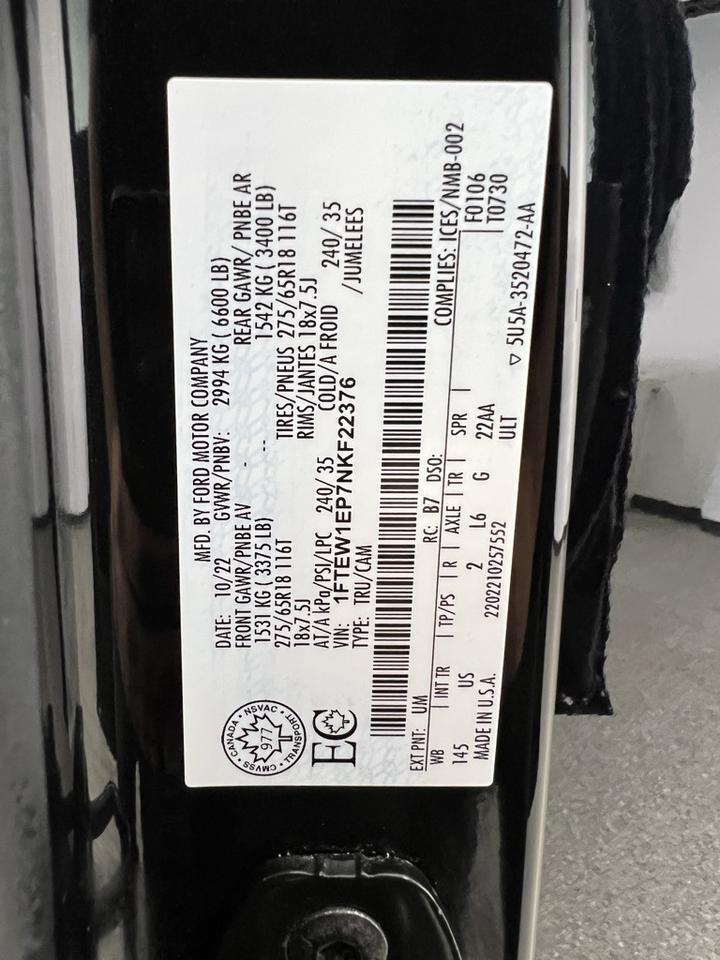 MFD. BY FORD MOTOR COMPANY
DATE: 10/22 GVWR/PNBV: 2994 KG ( 6600 LB)
FRONT GAWR/PNBE AV REAR GAWR/ PNBE AR
1531 KG (3375 LB) - 1542 KG ( 3400 LB)
275/65R18 116T -- TIRES/PNEUS 275/65R18 116T
18x7.5J RIMS/JANTES 18x7.5J
AT/A kPa/PSI/LPC 240/ 35 COLD/A FROID 240/ 35
VIN: 1FTEW1EP7NKF22376 /JUMELEES
TYPE: TRU/CAM
CANADA • NSVAC • TRANSPORT • CMVSS •
977
EC
EXT PNT: UM RC: B7 DSO: COMPLIES: ICES/NMB-002
WB | INT TR | TP/PS | R | AXLE | TR | SPR | F0106
145 US 2 L6 G 22AA | T0730
MADE IN U.S.A. 2202210257552 ULT ▽ 5U5A-3520472-AA